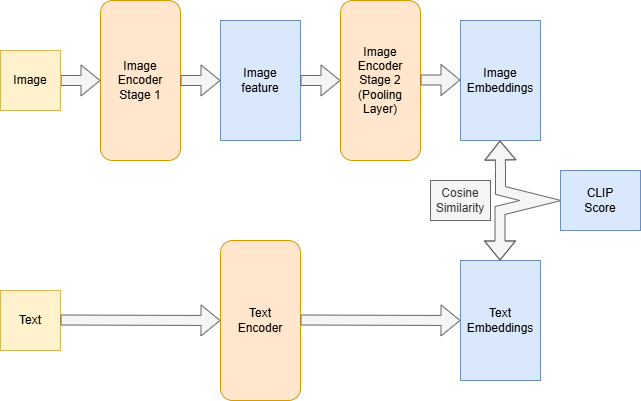 Image
Image
Encoder
Stage 1
Image
feature
Image
Encoder
Stage 2
(Pooling
Layer)
Image
Embeddings
Cosine
Similarity
CLIP
Score
Text
Text
Encoder
Text
Embeddings